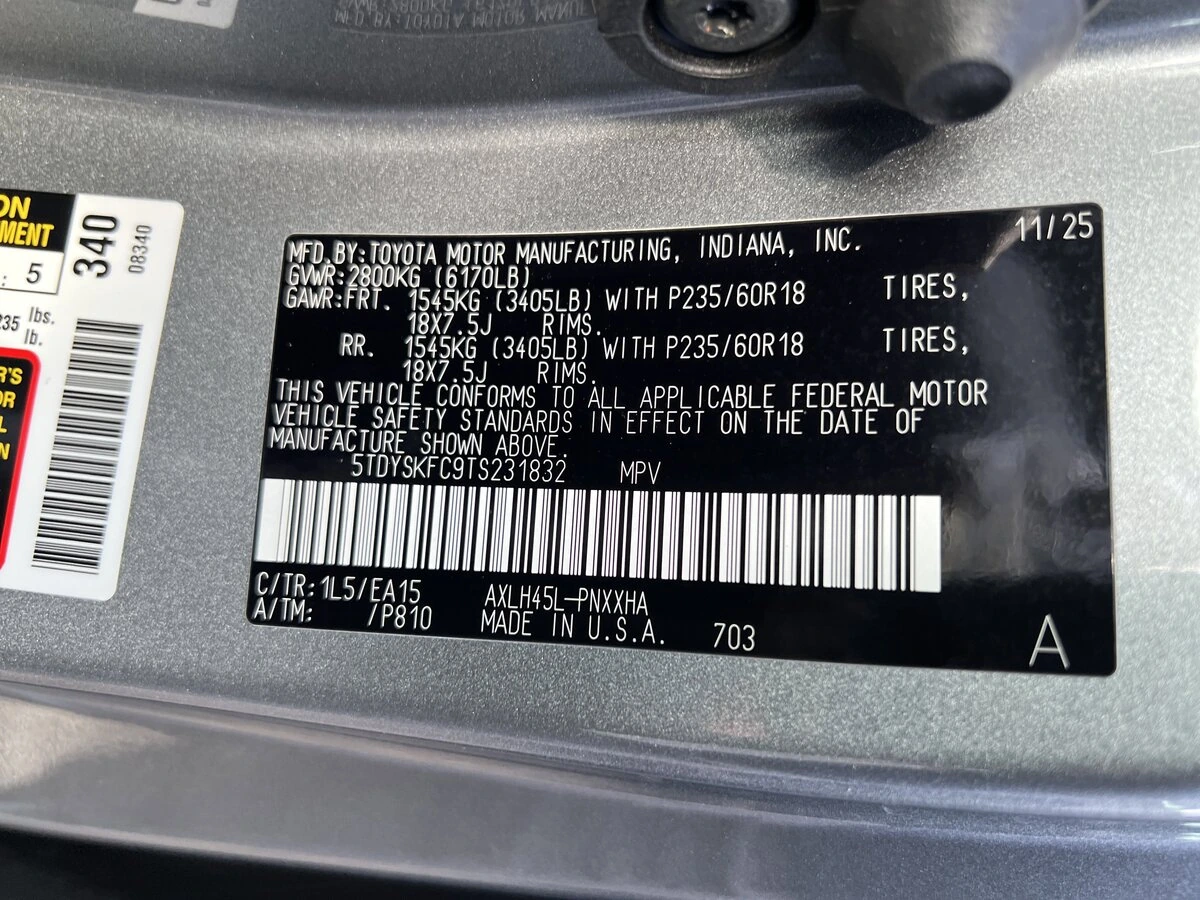 MFD.BY:TOYOTA MOTOR MANUFACTURING, INDIANA, INC. 11/25
GVWR:2800KG (6170LB)
GAWR:FRT. 1545KG (3405LB) WITH P235/60R18 TIRES,
18X7.5J RIMS.
RR. 1545KG (3405LB) WITH P235/60R18 TIRES,
18X7.5J RIMS.
THIS VEHICLE CONFORMS TO ALL APPLICABLE FEDERAL MOTOR
VEHICLE SAFETY STANDARDS IN EFFECT ON THE DATE OF
MANUFACTURE SHOWN ABOVE.
5TDYSKFC9TS231832 MPV
C/TR:1L5/EA15 AXLH45L-PNXXHA
A/TM: /P810 MADE IN U.S.A. 703
A
340
08340
: 5
lbs.
lb.